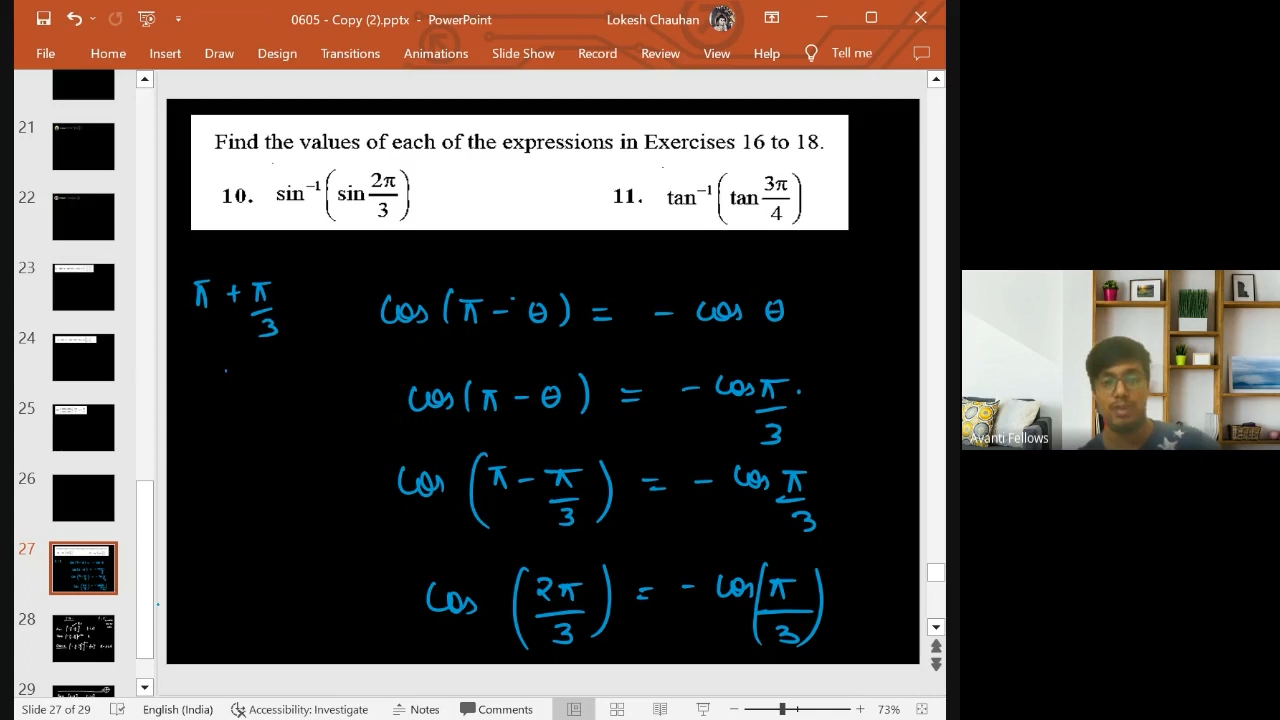 0605 - Copy (2).pptx - PowerPoint
Lokesh Chauhan
File Home Insert Draw Design Transitions Animations Slide Show Record Review View Help Tell me
21
22
23
24
25
26
27
28
29
Find the values of each of the expressions in Exercises 16 to 18.
10. sin⁻¹(sin 2π/3) 11. tan⁻¹(tan 3π/4)
π + π/3
cos(π - θ) = - cos θ
cos(π - θ) = - cos π/3
cos(π - π/3) = - cos π/3
cos(2π/3) = - cos(π/3)
Avanti Fellows
Slide 27 of 29 English (India) Accessibility: Investigate Notes Comments 73%